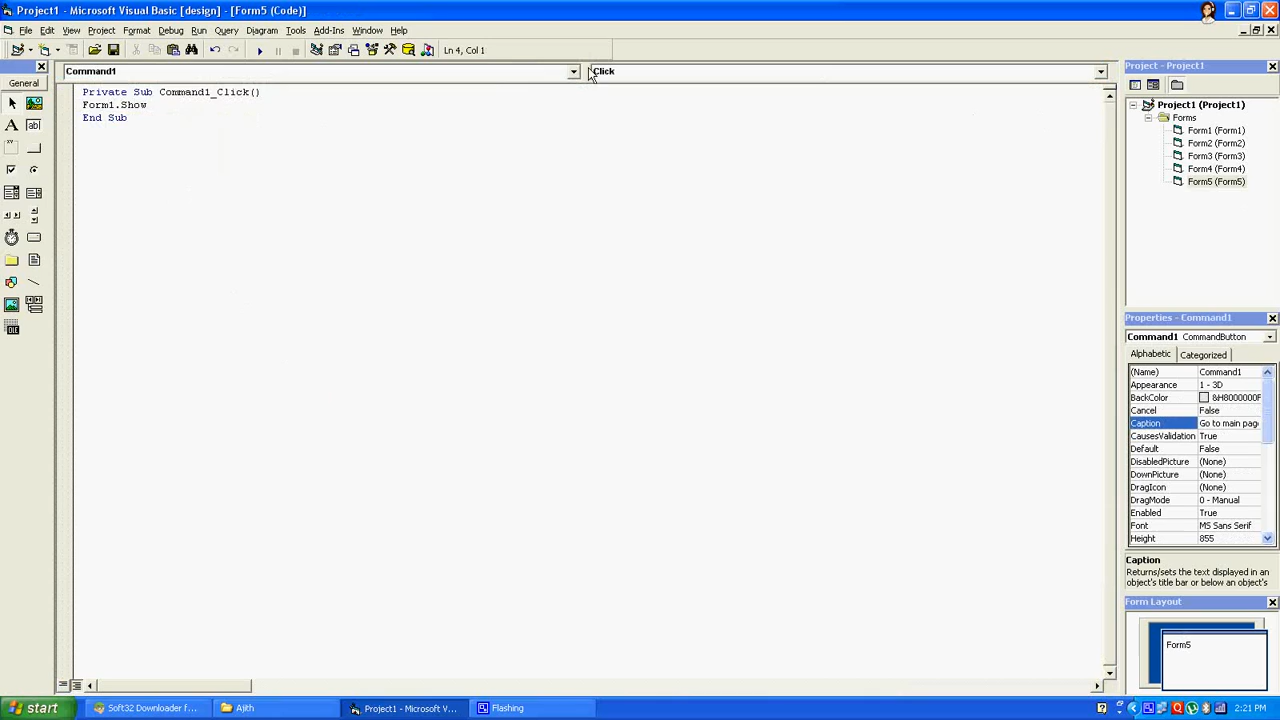 Project1 - Microsoft Visual Basic [design] - [Form5 (Code)]
File Edit View Project Format Debug Run Query Diagram Tools Add-Ins Window Help
Ln 4, Col 1
General
Command1
Click
Private Sub Command1_Click()
Form1.Show
End Sub
Project - Project1
Project1 (Project1)
Forms
Form1 (Form1)
Form2 (Form2)
Form3 (Form3)
Form4 (Form4)
Form5 (Form5)
Properties - Command1
Command1 CommandButton
Alphabetic Categorized
(Name) Command1
Appearance 1 - 3D
BackColor &H8000000F
Cancel False
Caption Go to main pag
CausesValidation True
Default False
DisabledPicture (None)
DownPicture (None)
DragIcon (None)
DragMode 0 - Manual
Enabled True
Font MS Sans Serif
Height 855
Caption
Returns/sets the text displayed in an
object's title bar or below an object's
Form Layout
Form5
start
Soft32 Downloader f...
Ajith
Project1 - Microsoft V...
Flashing
2:21 PM